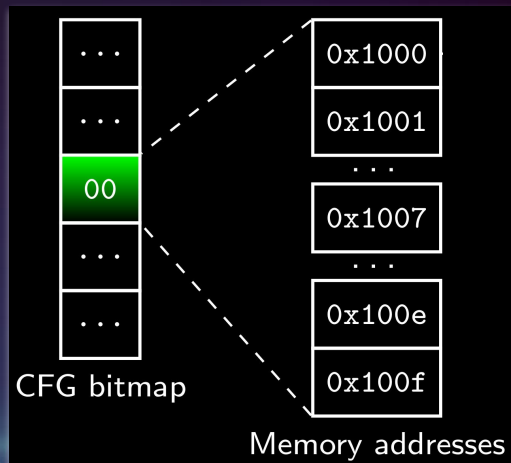 ...
...
00
...
...
CFG bitmap
0x1000
0x1001
...
0x1007
...
0x100e
0x100f
Memory addresses